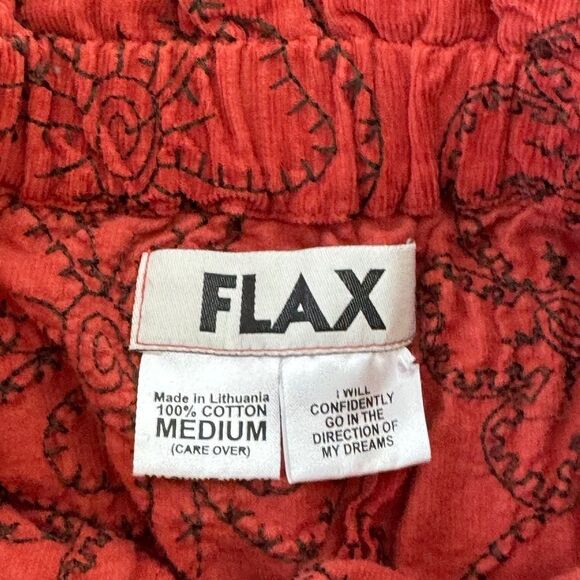 FLAX
Made in Lithuania
100% COTTON
MEDIUM
(CARE OVER)
I WILL
CONFIDENTLY
GO IN THE
DIRECTION OF
MY DREAMS